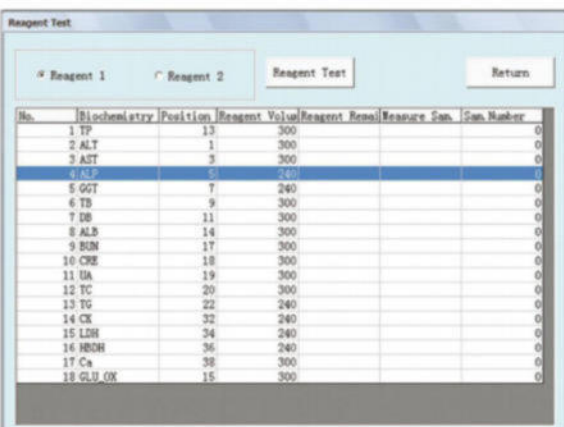 Reagent Test
Reagent 1 Reagent 2 Reagent Test Return
No. Biochemistry Position Reagent Volum Reagent Remai Measure Sam. Sam. Number
1 TP 13 300 0
2 ALT 1 300 0
3 AST 3 300 0
4 ALP 5 240 0
5 GGT 7 240 0
6 TB 9 300 0
7 DB 11 300 0
8 ALB 14 300 0
9 BUN 17 300 0
10 CRE 18 300 0
11 UA 19 300 0
12 TC 20 300 0
13 TG 22 240 0
14 CK 32 240 0
15 LDH 34 240 0
16 HBDH 36 240 0
17 Ca 38 300 0
18 GLU_OX 15 300 0